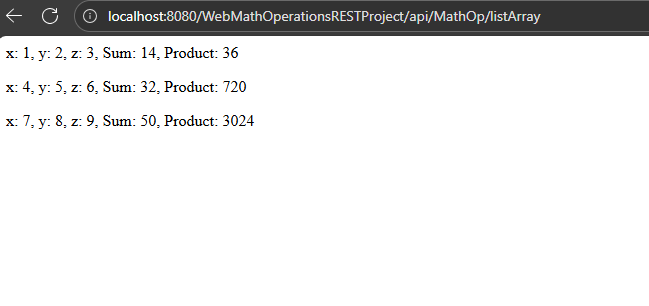 localhost:8080/WebMathOperationsRESTProject/api/MathOp/listArray
x: 1, y: 2, z: 3, Sum: 14, Product: 36
x: 4, y: 5, z: 6, Sum: 32, Product: 720
x: 7, y: 8, z: 9, Sum: 50, Product: 3024